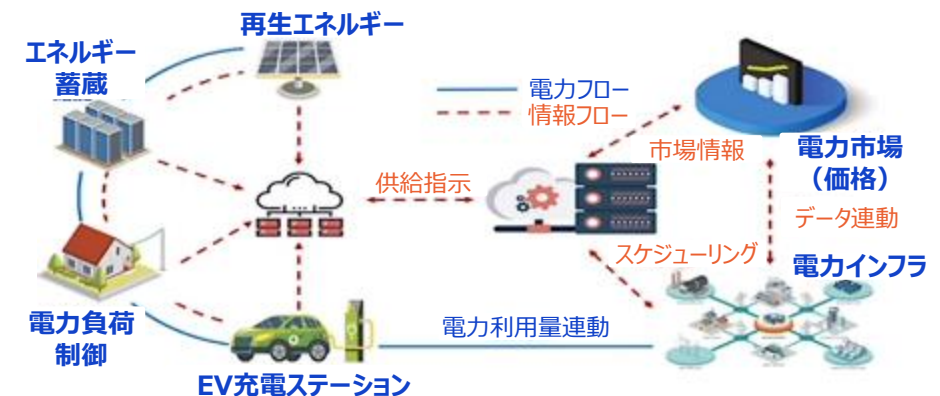 再生エネルギー
エネルギー
蓄蔵
電力フロー
情報フロー
市場情報
電力市場
（価格）
供給指示
データ連動
スケジューリング
電力インフラ
電力負荷
制御
電力利用量連動
EV充電ステーション